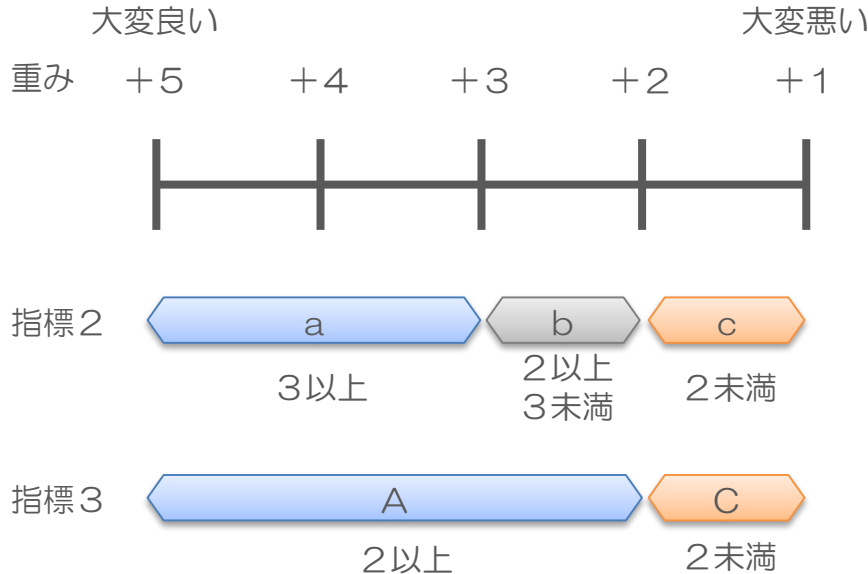 大変良い 大変悪い
重み +5 +4 +3 +2 +1
指標2 a b c
3以上 2以上 2未満
3未満
指標3 A C
2以上 2未満